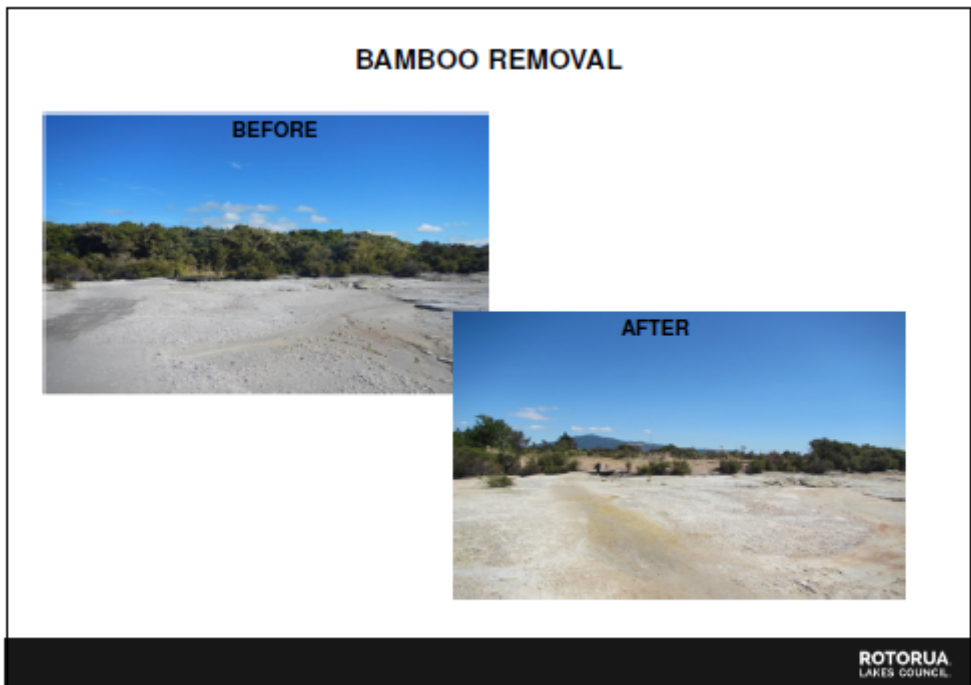 BAMBOO REMOVAL
BEFORE
AFTER
ROTORUA
LAKES COUNCIL